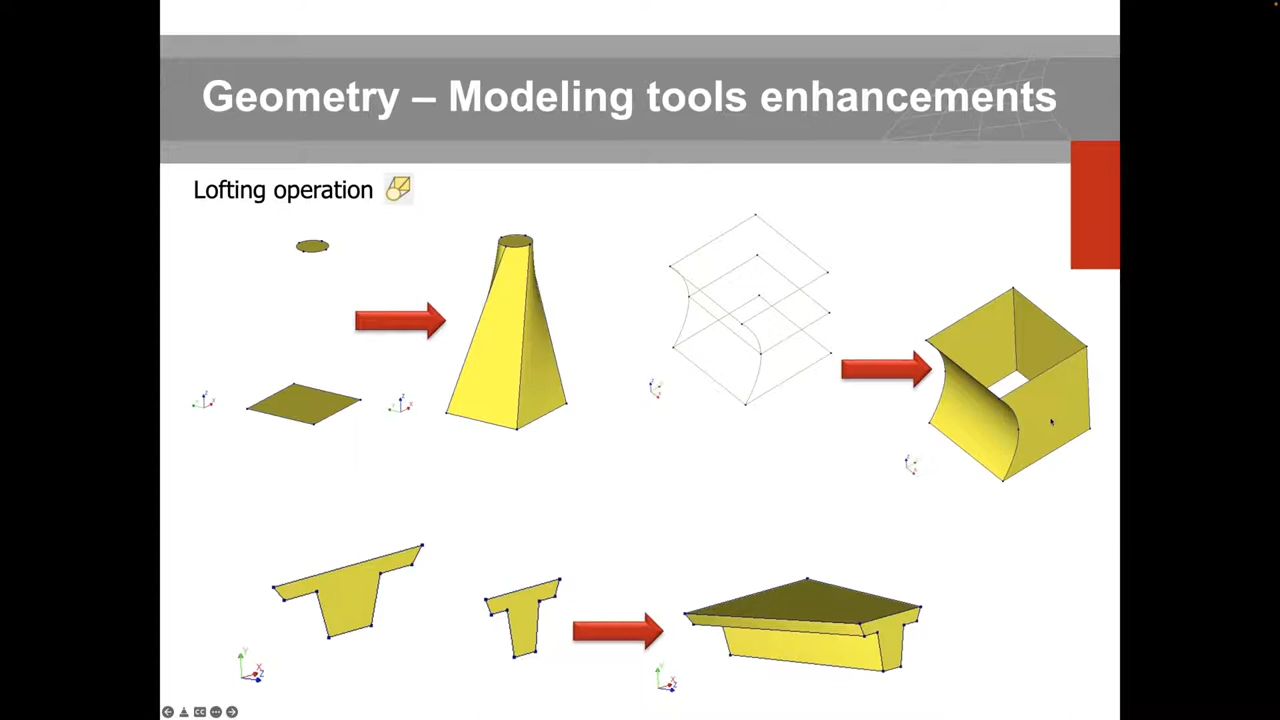 Geometry – Modeling tools enhancements
Lofting operation